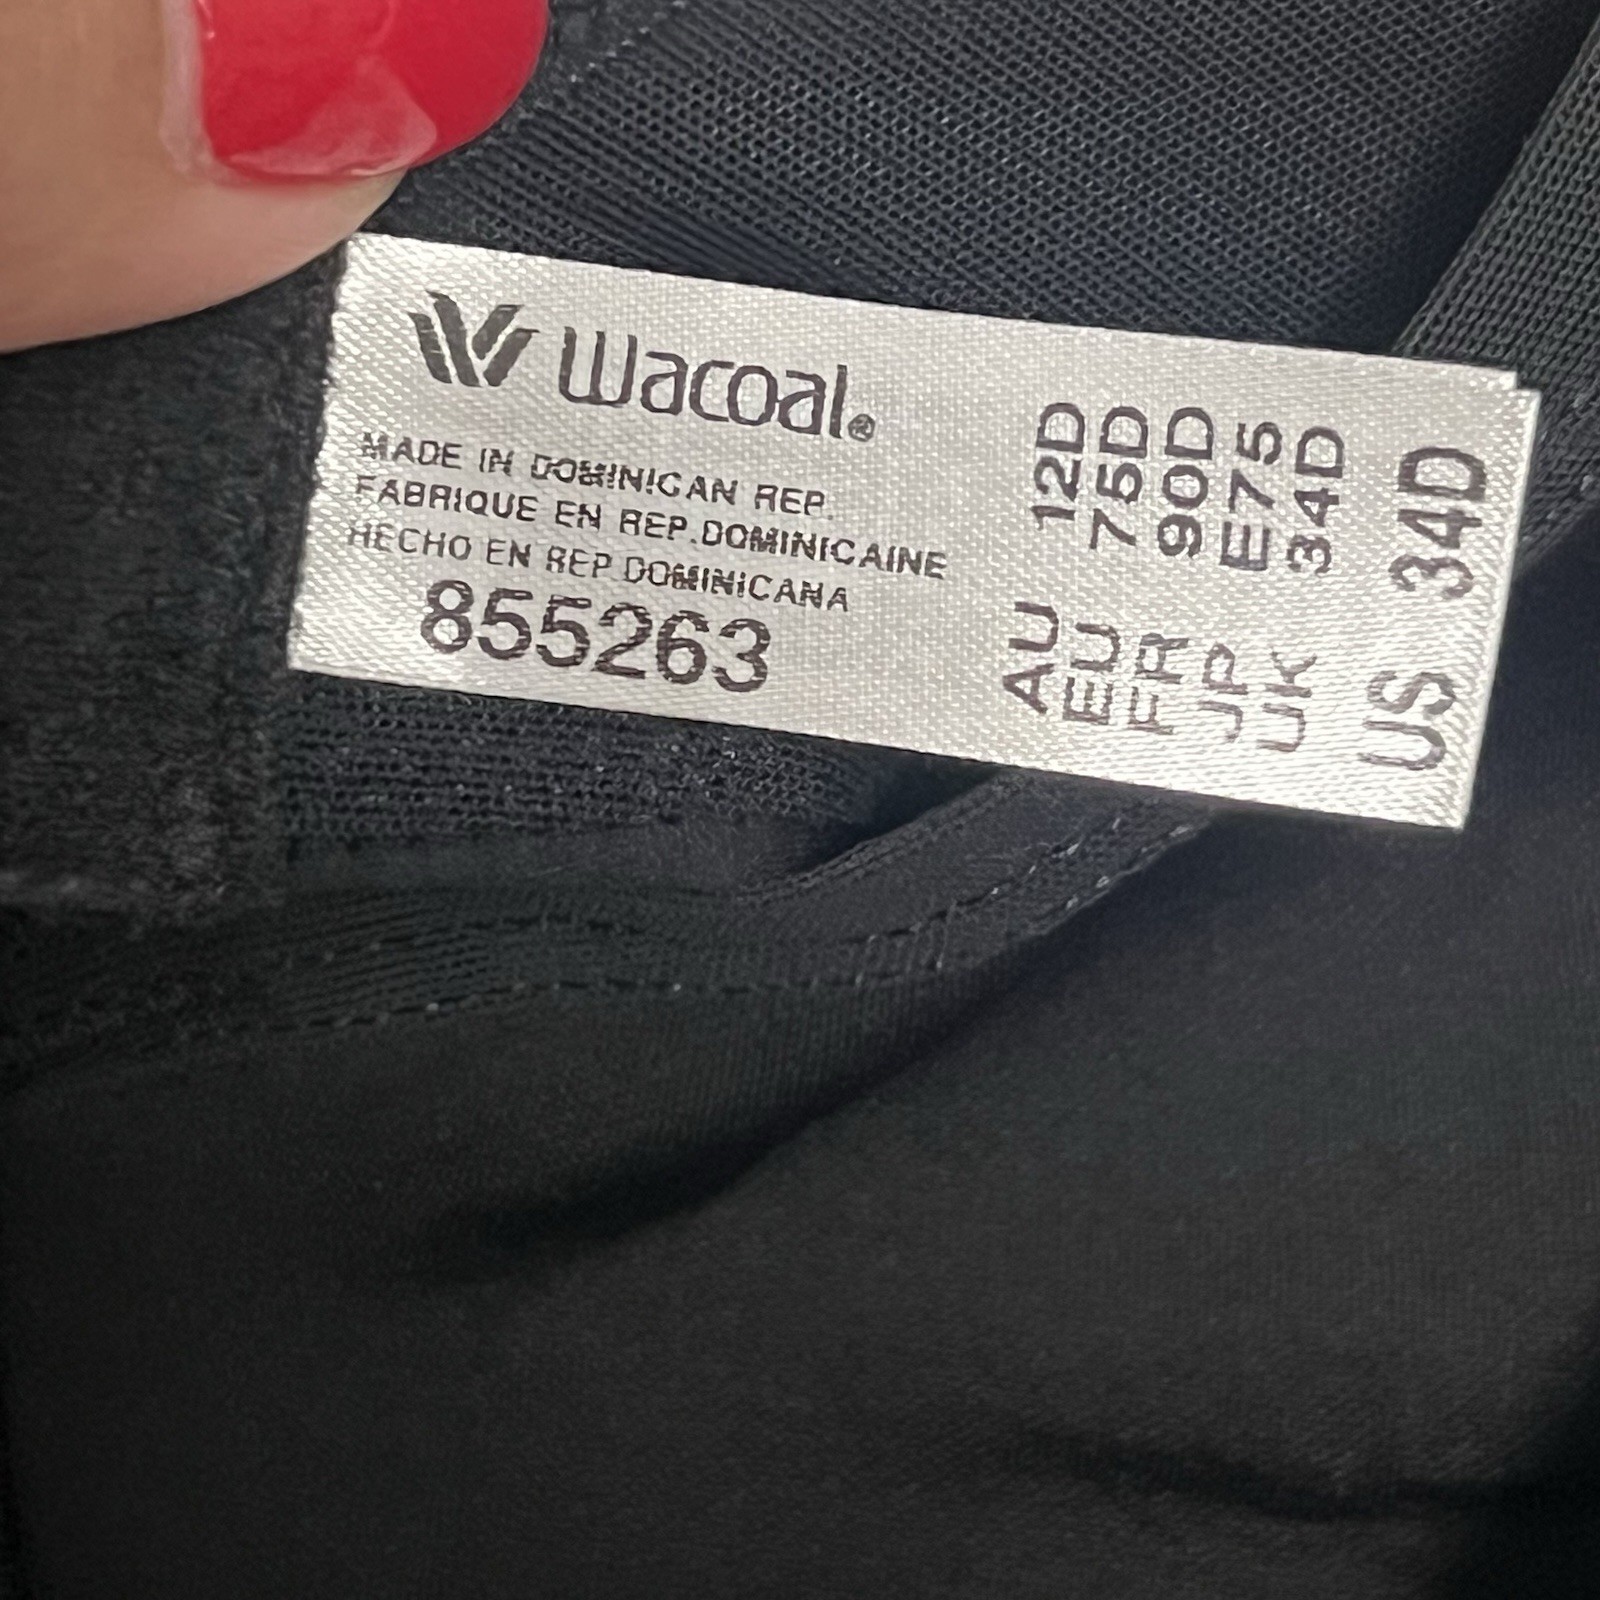 Wacoal®
MADE IN DOMINICAN REP.
FABRIQUE EN REP.DOMINICAINE
HECHO EN REP DOMINICANA
855263
AU 12D
EU 75D
FR 90D
JP E75
UK 34D
US 34D